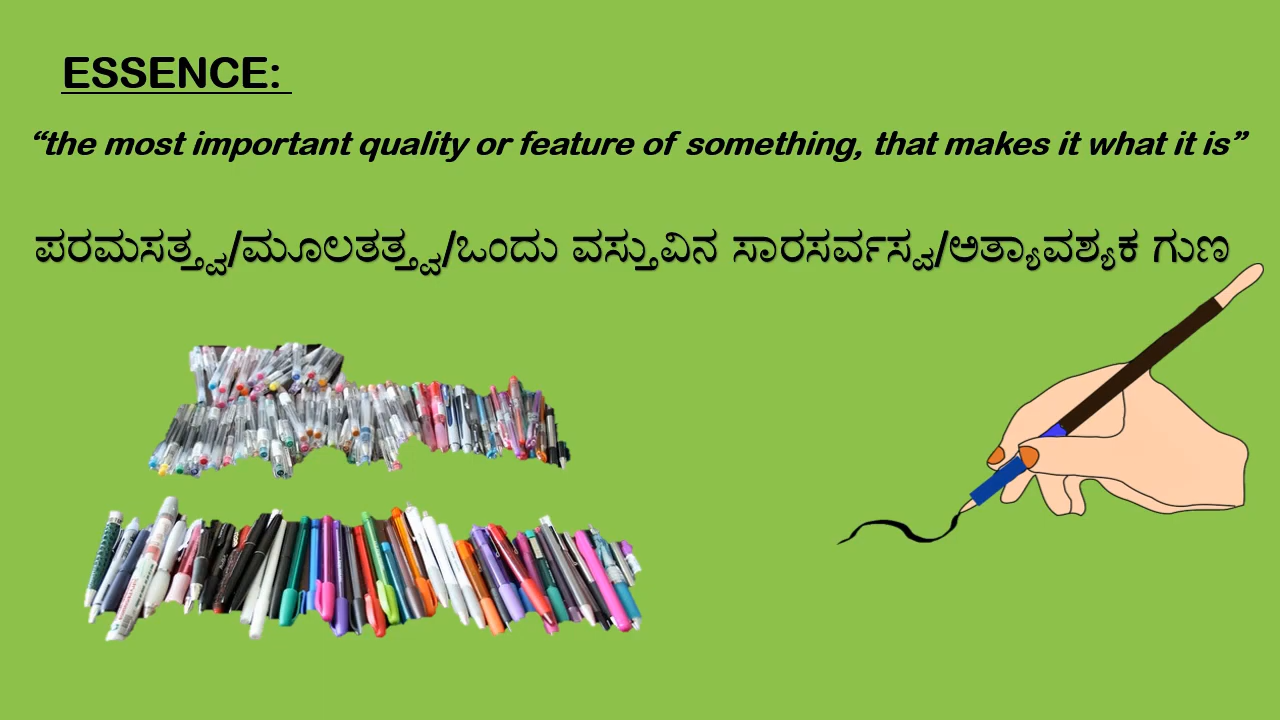 ESSENCE:
“the most important quality or feature of something, that makes it what it is”
ಪರಮಸತ್ತ್ವ/ಮೂಲತತ್ತ್ವ/ಒಂದು ವಸ್ತುವಿನ ಸಾರಸರ್ವಸ್ವ/ಅತ್ಯಾವಶ್ಯಕ ಗುಣ